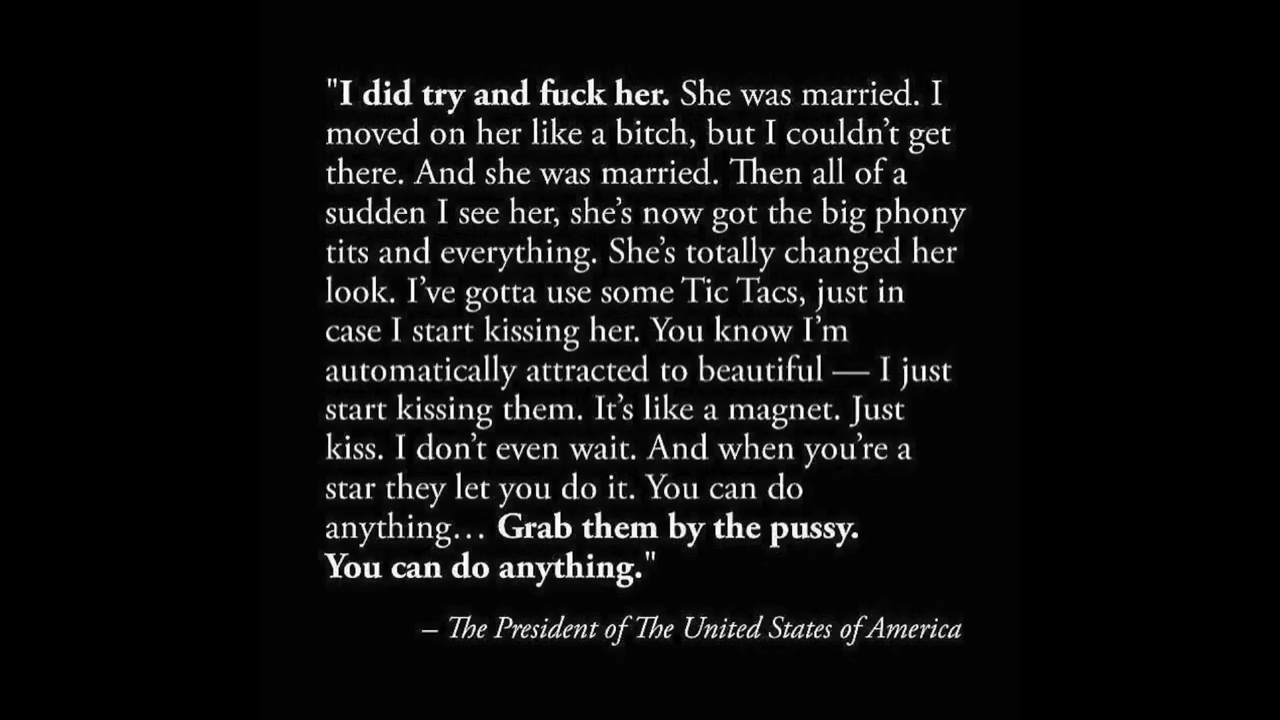 "I did try and fuck her. She was married. I
moved on her like a bitch, but I couldn’t get
there. And she was married. Then all of a
sudden I see her, she’s now got the big phony
tits and everything. She’s totally changed her
look. I’ve gotta use some Tic Tacs, just in
case I start kissing her. You know I’m
automatically attracted to beautiful — I just
start kissing them. It’s like a magnet. Just
kiss. I don’t even wait. And when you’re a
star they let you do it. You can do
anything… Grab them by the pussy.
You can do anything."
– The President of The United States of America